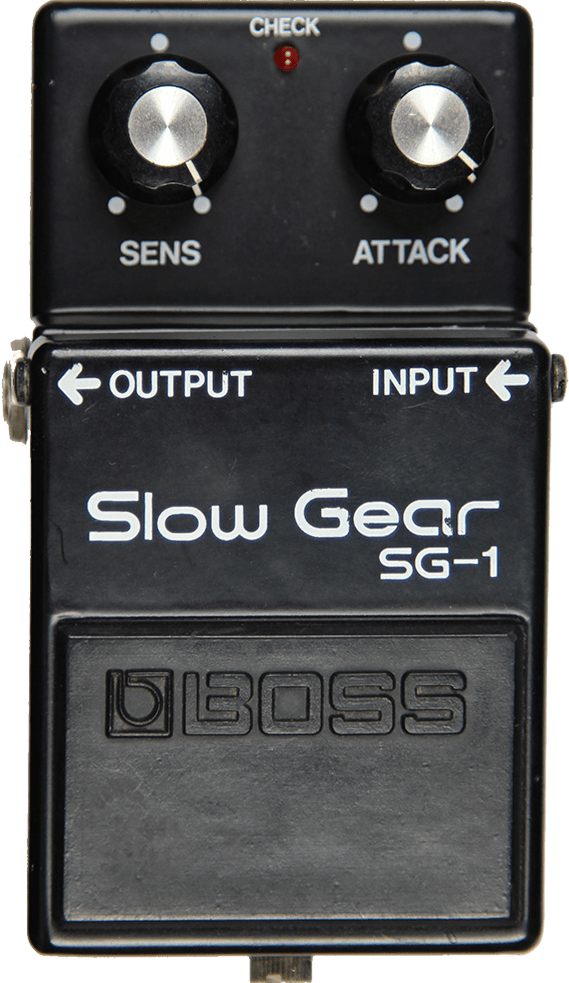 CHECK
SENS ATTACK
← OUTPUT INPUT ←
Slow Gear
SG-1
BOSS